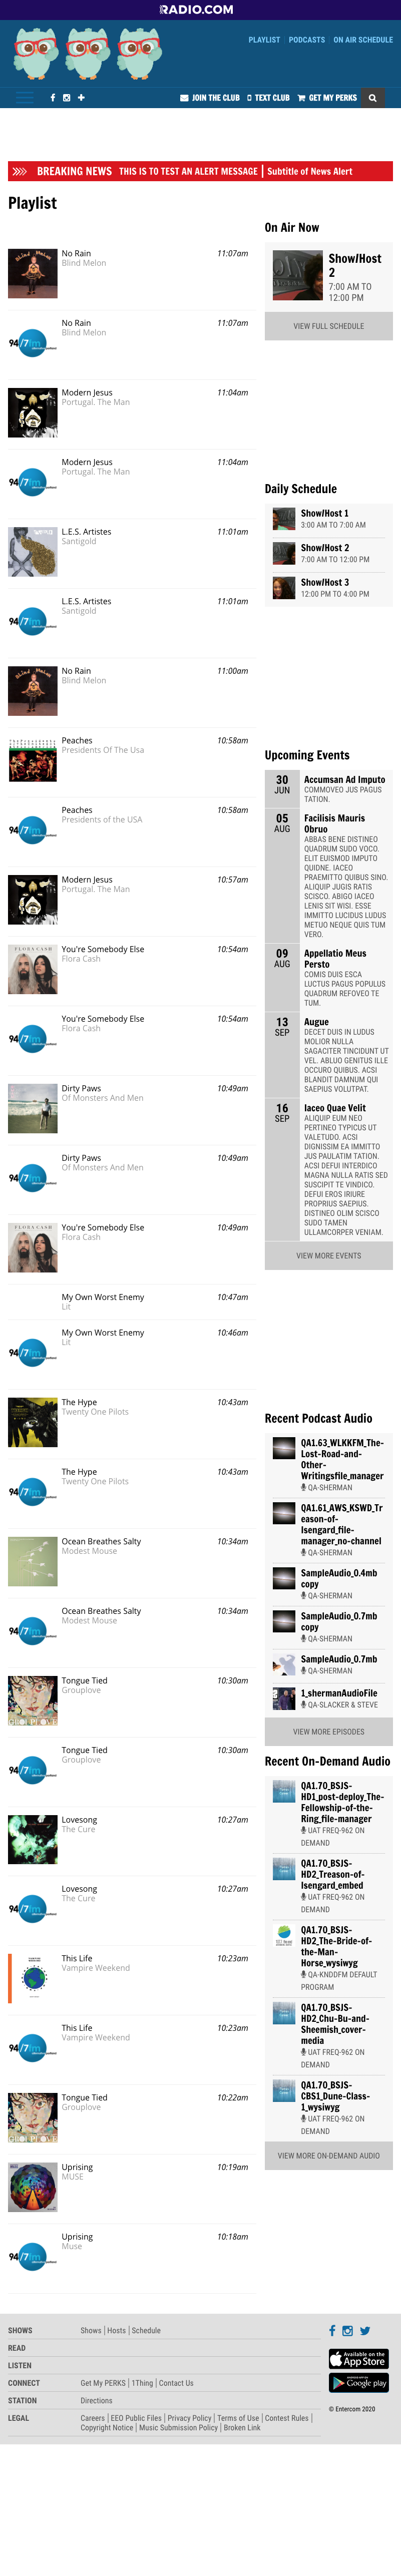 RADIO.COM
PLAYLIST PODCASTS ON AIR SCHEDULE
JOIN THE CLUB TEXT CLUB GET MY PERKS
BREAKING NEWS THIS IS TO TEST AN ALERT MESSAGE | Subtitle of News Alert
Playlist
No Rain 11:07am
Blind Melon
No Rain 11:07am
Blind Melon
Modern Jesus 11:04am
Portugal. The Man
Modern Jesus 11:04am
Portugal. The Man
L.E.S. Artistes 11:01am
Santigold
L.E.S. Artistes 11:01am
Santigold
No Rain 11:00am
Blind Melon
Peaches 10:58am
Presidents Of The Usa
Peaches 10:58am
Presidents of the USA
Modern Jesus 10:57am
Portugal. The Man
You're Somebody Else 10:54am
Flora Cash
You're Somebody Else 10:54am
Flora Cash
Dirty Paws 10:49am
Of Monsters And Men
Dirty Paws 10:49am
Of Monsters And Men
You're Somebody Else 10:49am
Flora Cash
My Own Worst Enemy 10:47am
Lit
My Own Worst Enemy 10:46am
Lit
The Hype 10:43am
Twenty One Pilots
The Hype 10:43am
Twenty One Pilots
Ocean Breathes Salty 10:34am
Modest Mouse
Ocean Breathes Salty 10:34am
Modest Mouse
Tongue Tied 10:30am
Grouplove
Tongue Tied 10:30am
Grouplove
Lovesong 10:27am
The Cure
Lovesong 10:27am
The Cure
This Life 10:23am
Vampire Weekend
This Life 10:23am
Vampire Weekend
Tongue Tied 10:22am
Grouplove
Uprising 10:19am
MUSE
Uprising 10:18am
Muse
On Air Now
Show/Host
2
7:00 AM TO
12:00 PM
VIEW FULL SCHEDULE
Daily Schedule
Show/Host 1
3:00 AM TO 7:00 AM
Show/Host 2
7:00 AM TO 12:00 PM
Show/Host 3
12:00 PM TO 4:00 PM
Upcoming Events
30 JUN
Accumsan Ad Imputo
COMMOVEO JUS PAGUS
TATION.
05 AUG
Facilisis Mauris
Obruo
ABBAS BENE DISTINEO
QUADRUM SUDO VOCO.
ELIT EUISMOD IMPUTO
QUIDNE. IACEO
PRAEMITTO QUIBUS SINO.
ALIQUIP JUGIS RATIS
SCISCO. ABIGO IACEO
LENIS SIT WISI. ESSE
IMMITTO LUCIDUS LUDUS
METUO NEQUE QUIS TUM
VERO.
09 AUG
Appellatio Meus
Persto
COMIS DUIS ESCA
LUCTUS PAGUS POPULUS
QUADRUM REFOVEO TE
TUM.
13 SEP
Augue
DECET DUIS IN LUDUS
MOLIOR NULLA
SAGACITER TINCIDUNT UT
VEL. ABLUO GENITUS ILLE
OCCURO QUIBUS. ACSI
BLANDIT DAMNUM QUI
SAEPIUS VOLUTPAT.
16 SEP
Iaceo Quae Velit
ALIQUIP EUM NEO
PERTINEO TYPICUS UT
VALETUDO. ACSI
DIGNISSIM EA IMMITTO
JUS PAULATIM TATION.
ACSI DEFUI INTERDICO
MAGNA NULLA RATIS SED
SUSCIPIT TE VINDICO.
DEFUI EROS IRIURE
PROPRIUS SAEPIUS.
DISTINEO OLIM SCISCO
SUDO TAMEN
ULLAMCORPER VENIAM.
VIEW MORE EVENTS
Recent Podcast Audio
QA1.63_WLKKFM_The-
Lost-Road-and-
Other-
Writingsfile_manager
QA-SHERMAN
QA1.61_AWS_KSWD_Tr
eason-of-
Isengard_file-
manager_no-channel
QA-SHERMAN
SampleAudio_0.4mb
copy
QA-SHERMAN
SampleAudio_0.7mb
copy
QA-SHERMAN
SampleAudio_0.7mb
QA-SHERMAN
1_shermanAudioFile
QA-SLACKER & STEVE
VIEW MORE EPISODES
Recent On-Demand Audio
QA1.70_BSJS-
HD1_post-deploy_The-
Fellowship-of-the-
Ring_file-manager
UAT FREQ-962 ON
DEMAND
QA1.70_BSJS-
HD2_Treason-of-
Isengard_embed
UAT FREQ-962 ON
DEMAND
QA1.70_BSJS-
HD2_The-Bride-of-
the-Man-
Horse_wysiwyg
QA-KNDDFM DEFAULT
PROGRAM
QA1.70_BSJS-
HD2_Chu-Bu-and-
Sheemish_cover-
media
UAT FREQ-962 ON
DEMAND
QA1.70_BSJS-
CBS1_Dune-Class-
1_wysiwyg
UAT FREQ-962 ON
DEMAND
VIEW MORE ON-DEMAND AUDIO
SHOWS Shows | Hosts | Schedule
READ
LISTEN
CONNECT Get My PERKS | 1Thing | Contact Us
STATION Directions
LEGAL Careers | EEO Public Files | Privacy Policy | Terms of Use | Contest Rules |
Copyright Notice | Music Submission Policy | Broken Link
Available on the
App Store
Google play
© Entercom 2020